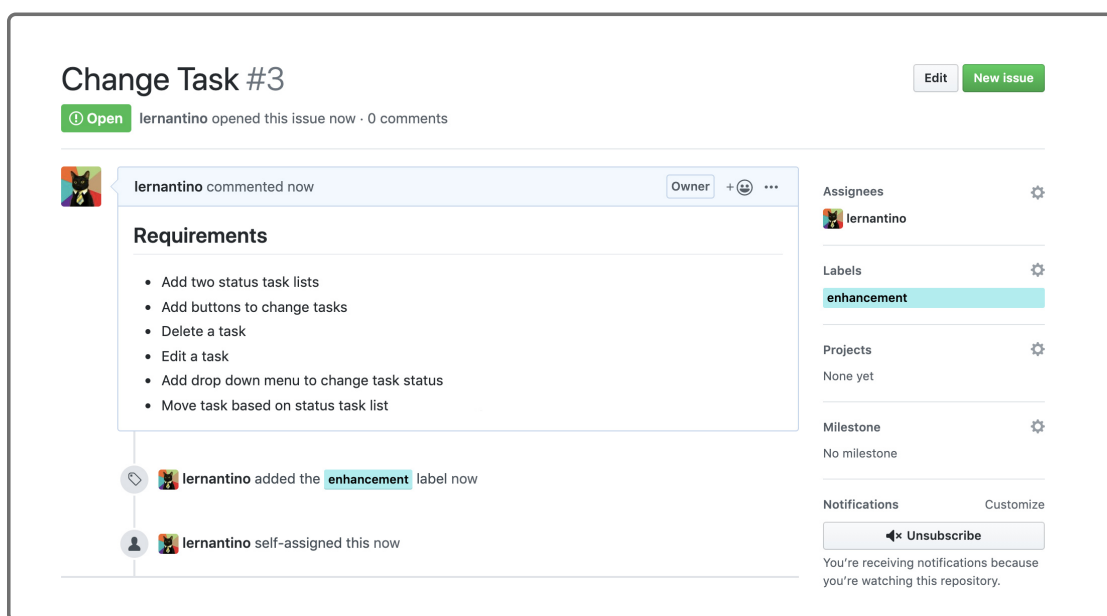 Change Task #3
Edit
New issue
Open lernantino opened this issue now · 0 comments
lernantino commented now
Owner
Requirements
• Add two status task lists
• Add buttons to change tasks
• Delete a task
• Edit a task
• Add drop down menu to change task status
• Move task based on status task list
lernantino added the enhancement label now
lernantino self-assigned this now
Assignees
lernantino
Labels
enhancement
Projects
None yet
Milestone
No milestone
Notifications Customize
Unsubscribe
You’re receiving notifications because
you’re watching this repository.